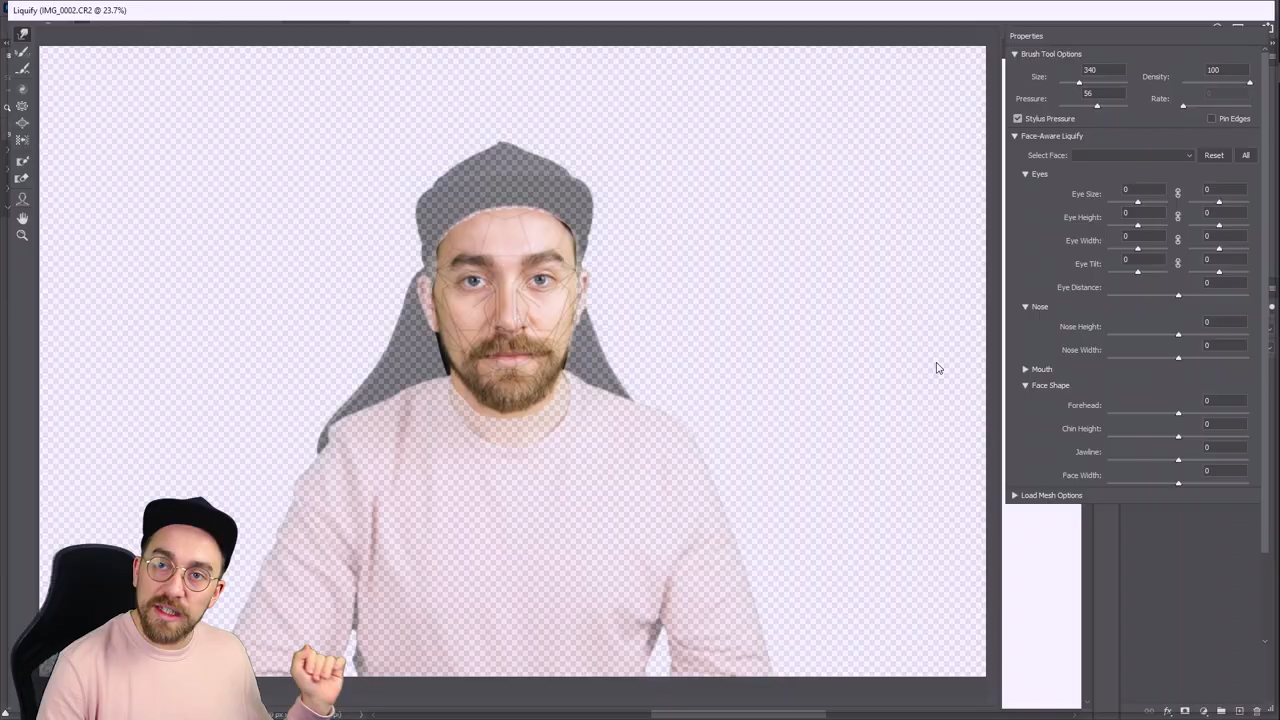 Liquify (IMG_0002.CR2 @ 23.7%)
Properties
Brush Tool Options
Size: 340 Density: 100
Pressure: 56 Rate:
Stylus Pressure Pin Edges
Face-Aware Liquify
Select Face: Reset All
Eyes
Eye Size: 0 0
Eye Height: 0 0
Eye Width: 0 0
Eye Tilt: 0 0
Eye Distance: 0
Nose
Nose Height: 0
Nose Width: 0
Mouth
Face Shape
Forehead: 0
Chin Height: 0
Jawline: 0
Face Width: 0
Load Mesh Options